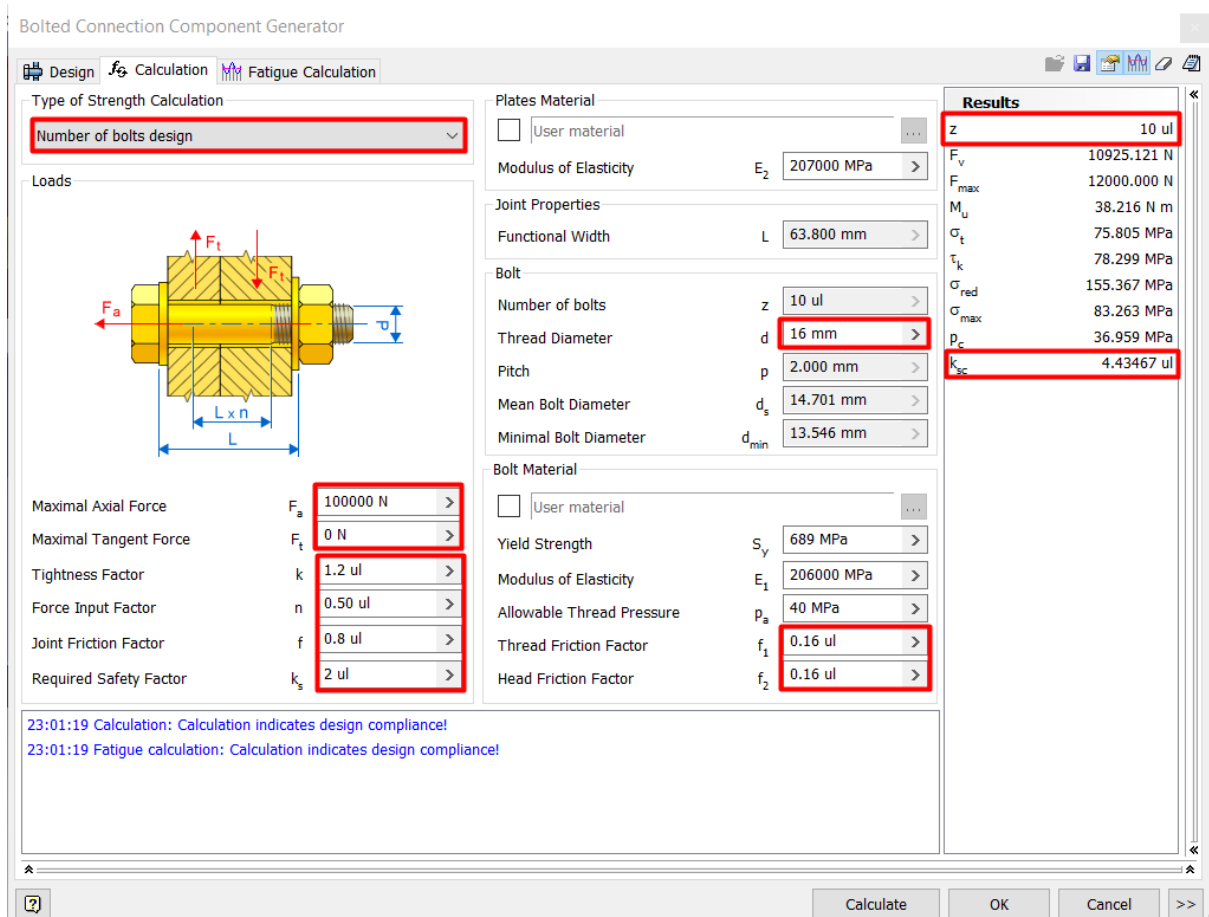 Bolted Connection Component Generator
Design
Calculation
Fatigue Calculation
Type of Strength Calculation
Number of bolts design
Loads
Ft
Ft
Fa
d
L x n
L
Maximal Axial Force Fa 100000 N
Maximal Tangent Force Ft 0 N
Tightness Factor k 1.2 ul
Force Input Factor n 0.50 ul
Joint Friction Factor f 0.8 ul
Required Safety Factor ks 2 ul
Plates Material
User material ...
Modulus of Elasticity E2 207000 MPa
Joint Properties
Functional Width L 63.800 mm
Bolt
Number of bolts z 10 ul
Thread Diameter d 16 mm
Pitch p 2.000 mm
Mean Bolt Diameter ds 14.701 mm
Minimal Bolt Diameter dmin 13.546 mm
Bolt Material
User material ...
Yield Strength Sy 689 MPa
Modulus of Elasticity E1 206000 MPa
Allowable Thread Pressure pa 40 MPa
Thread Friction Factor f1 0.16 ul
Head Friction Factor f2 0.16 ul
Results
z 10 ul
Fv 10925.121 N
Fmax 12000.000 N
Mu 38.216 N m
σt 75.805 MPa
τk 78.299 MPa
σred 155.367 MPa
σmax 83.263 MPa
pc 36.959 MPa
ksc 4.43467 ul
23:01:19 Calculation: Calculation indicates design compliance!
23:01:19 Fatigue calculation: Calculation indicates design compliance!
Calculate
OK
Cancel
>>